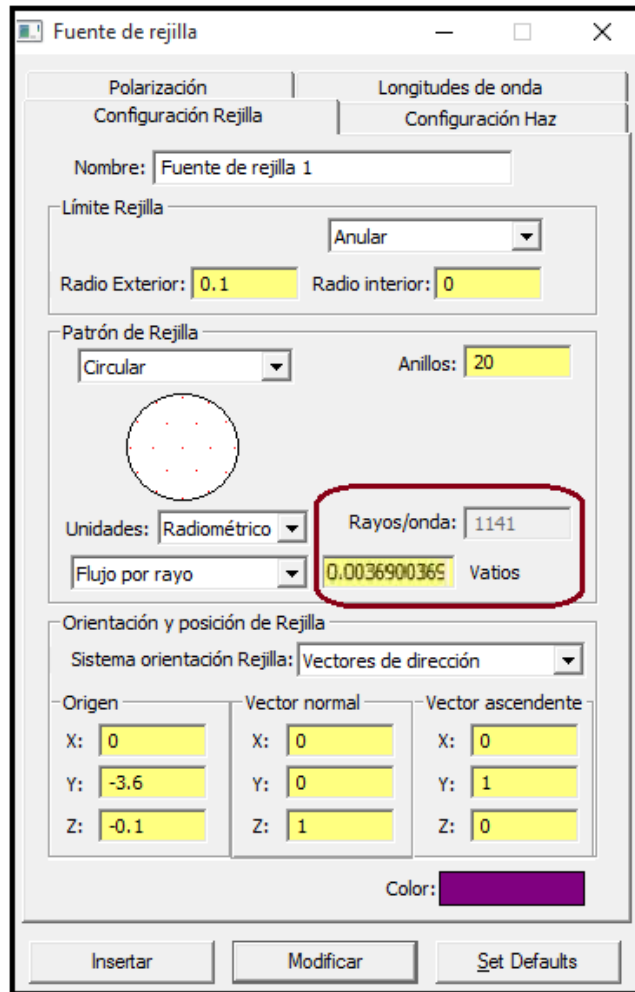 Fuente de rejilla
Polarización Longitudes de onda
Configuración Rejilla Configuración Haz
Nombre: Fuente de rejilla 1
Límite Rejilla
Anular
Radio Exterior: 0.1 Radio interior: 0
Patrón de Rejilla
Circular Anillos: 20
Rayos/onda: 1141
Unidades: Radiométrico
Flujo por rayo 0.0036900369 Vatios
Orientación y posición de Rejilla
Sistema orientación Rejilla: Vectores de dirección
Origen Vector normal Vector ascendente
X: 0 X: 0 X: 0
Y: -3.6 Y: 0 Y: 1
Z: -0.1 Z: 1 Z: 0
Color:
Insertar Modificar Set Defaults